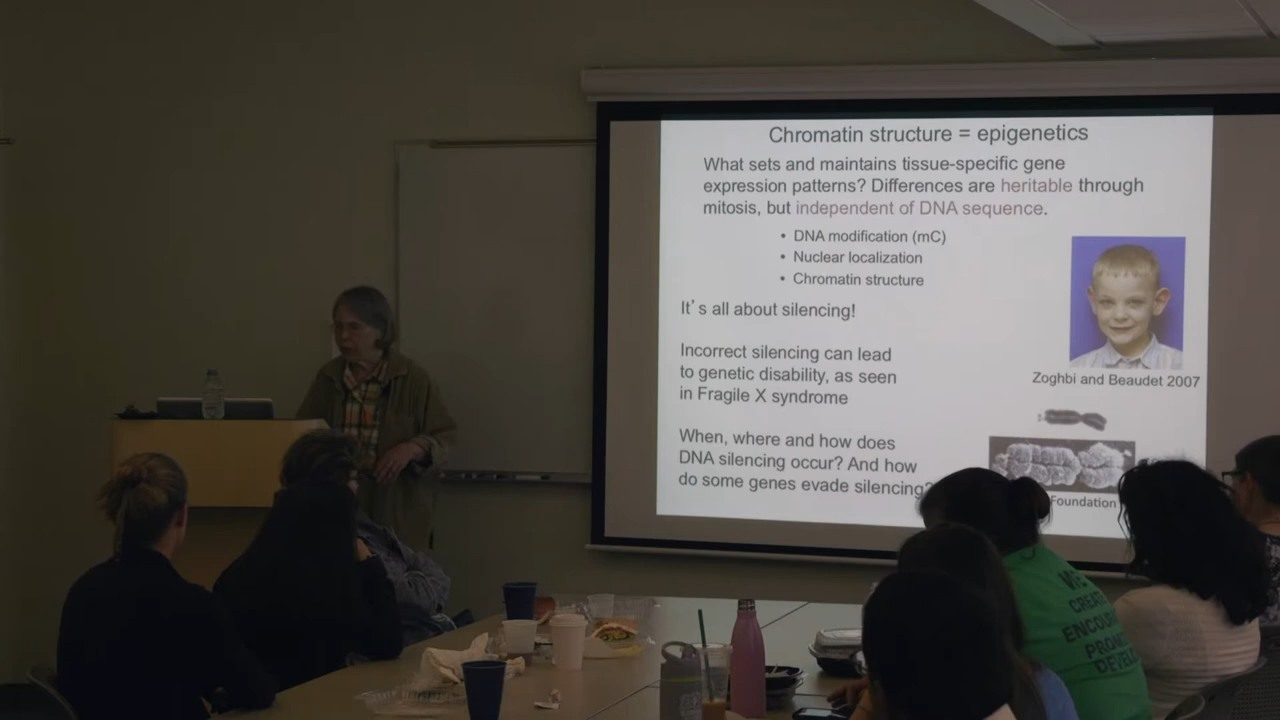 Chromatin structure = epigenetics
What sets and maintains tissue-specific gene
expression patterns? Differences are heritable through
mitosis, but independent of DNA sequence.
• DNA modification (mC)
• Nuclear localization
• Chromatin structure
It's all about silencing!
Incorrect silencing can lead
to genetic disability, as seen
in Fragile X syndrome
Zoghbi and Beaudet 2007
When, where and how does
DNA silencing occur? And how
do some genes evade silencing?
Foundation